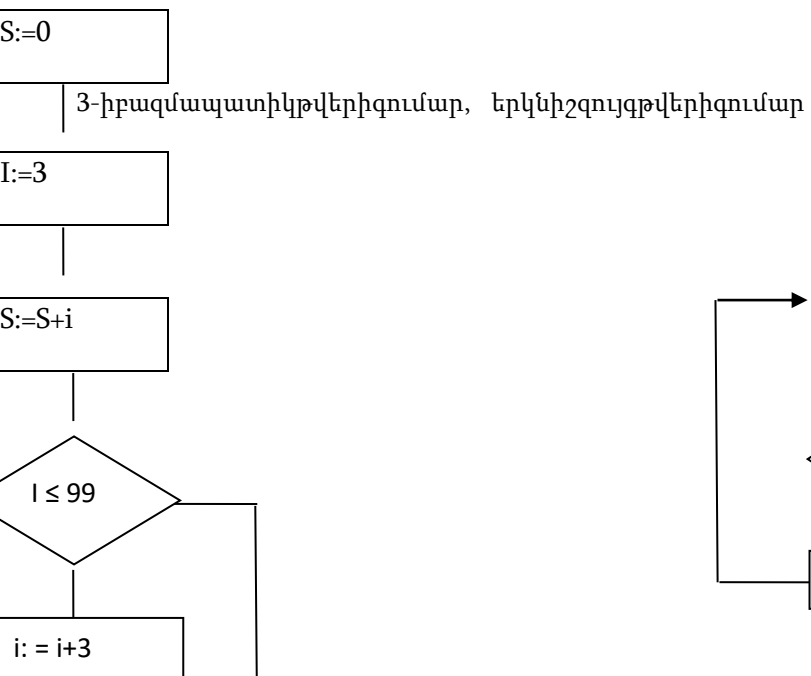 S:=0
3-իբազմապատիկթվերիգումար, երկնիշզույգթվերիգումար
I:=3
S:=S+i
I ≤ 99
i: = i+3